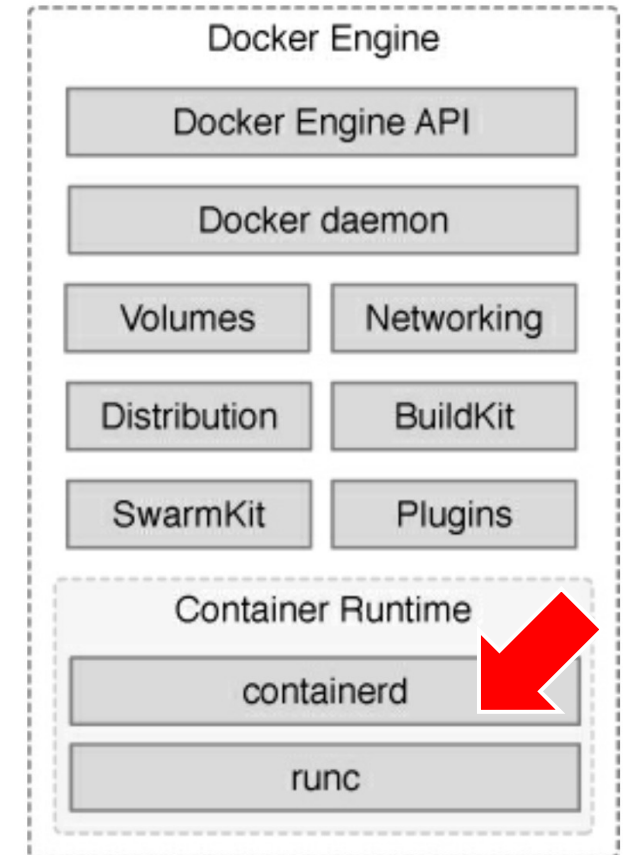 Docker Engine
Docker Engine API
Docker daemon
Volumes
Networking
Distribution
BuildKit
SwarmKit
Plugins
Container Runtime
containerd
runc